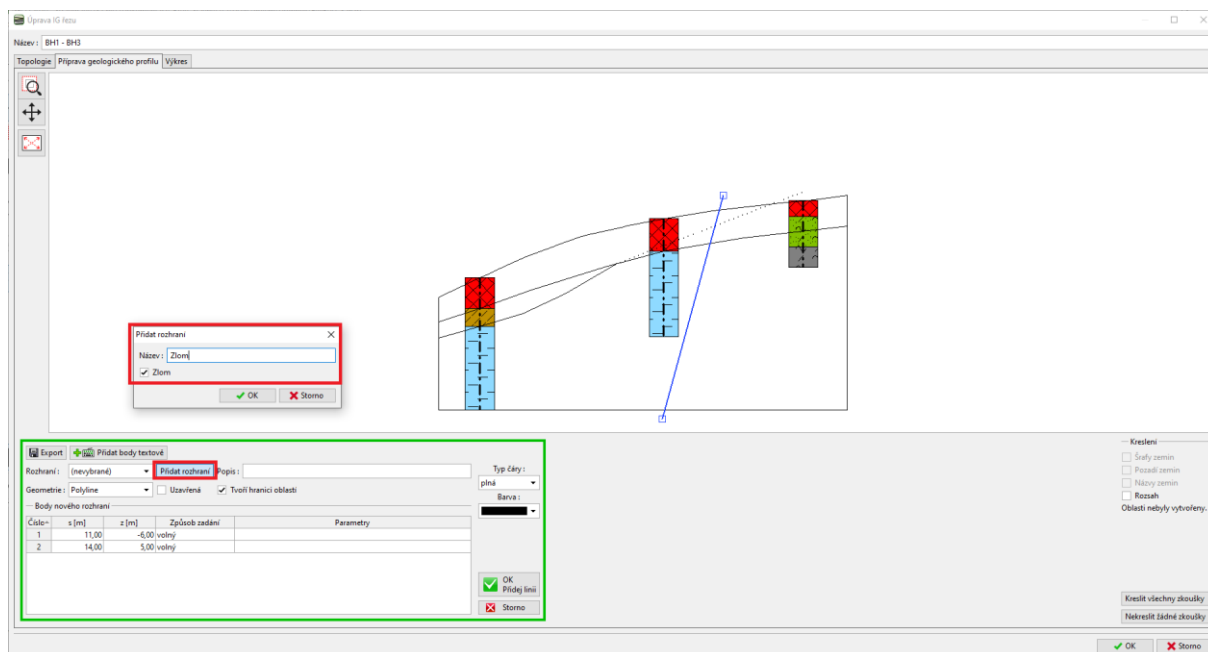 Úprava IG řezu
Název : BH1 - BH3
Topologie Příprava geologického profilu Výkres
Přidat rozhraní
Název : Zlom
Zlom
OK Storno
Export Přidat body textově
Rozhraní : (nevybrané) Přidat rozhraní Popis :
Geometrie : Polyline Uzavřená Tvoří hranici oblasti
Body nového rozhraní
Číslo s [m] z [m] Způsob zadání Parametry
1 11,00 -6,00 volný
2 14,00 5,00 volný
Typ čáry :
plná
Barva :
OK
Přidej linii
Storno
Kreslení
Šrafy zemin
Pozadí zemin
Názvy zemin
Rozsah
Oblasti nebyly vytvořeny.
Kreslit všechny zkoušky
Nekreslit žádné zkoušky
OK Storno